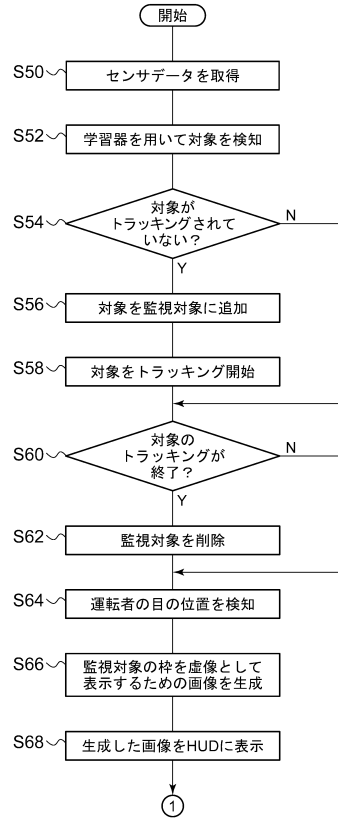 開始
S50
センサデータを取得
S52
学習器を用いて対象を検知
S54
対象が
トラッキングされて
いない？
N
Y
S56
対象を監視対象に追加
S58
対象をトラッキング開始
S60
対象の
トラッキングが
終了？
N
Y
S62
監視対象を削除
S64
運転者の目の位置を検知
S66
監視対象の枠を虚像として
表示するための画像を生成
S68
生成した画像をHUDに表示
1